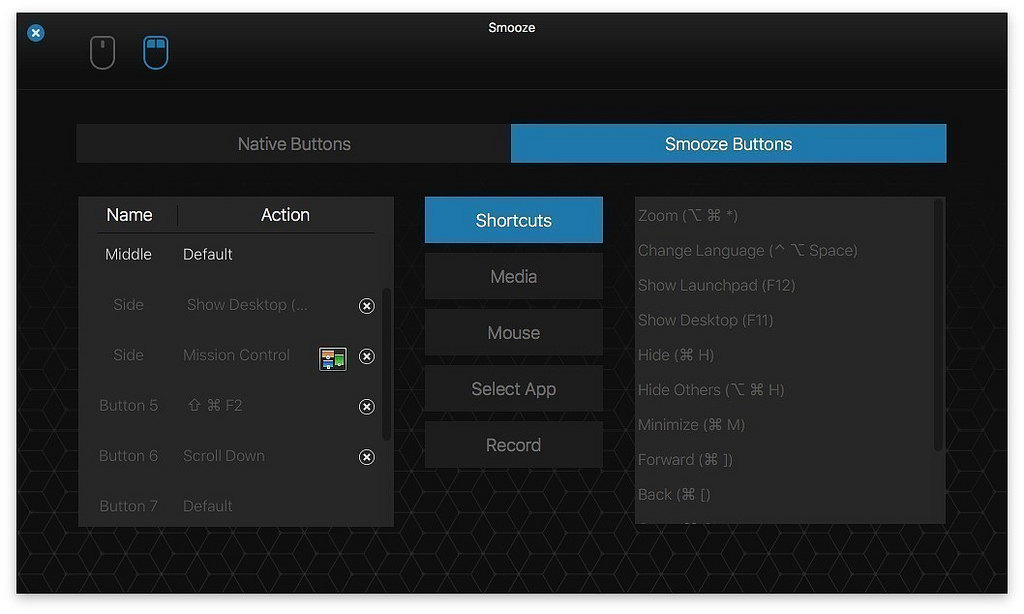 Smooze
Native Buttons
Smooze Buttons
Name Action
Middle Default
Side Show Desktop (...
Side Mission Control
Button 5 ⇧ ⌘ F2
Button 6 Scroll Down
Button 7 Default
Shortcuts
Media
Mouse
Select App
Record
Zoom (⌥ ⌘ *)
Change Language (^ ⌥ Space)
Show Launchpad (F12)
Show Desktop (F11)
Hide (⌘ H)
Hide Others (⌥ ⌘ H)
Minimize (⌘ M)
Forward (⌘ ])
Back (⌘ [)